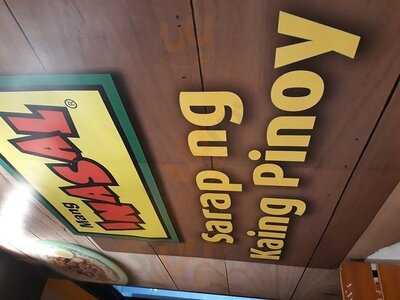 Mang
INASAL®
sarap ng
Kaing Pinoy